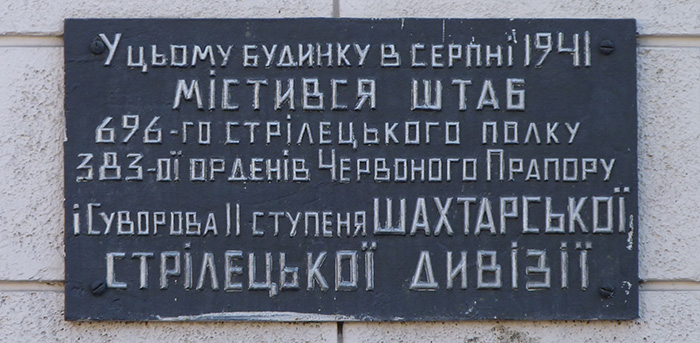 У цьому будинку в серпні 1941
містився штаб
696-го стрілецького полку
383-ої орденів Червоного Прапору
і Суворова II ступеня Шахтарської
стрілецької дивізії